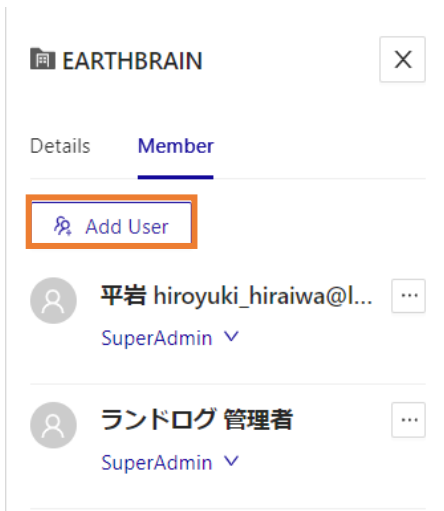 EARTHBRAIN
Details Member
Add User
平岩 hiroyuki_hiraiwa@l...
SuperAdmin
ランドログ 管理者
SuperAdmin